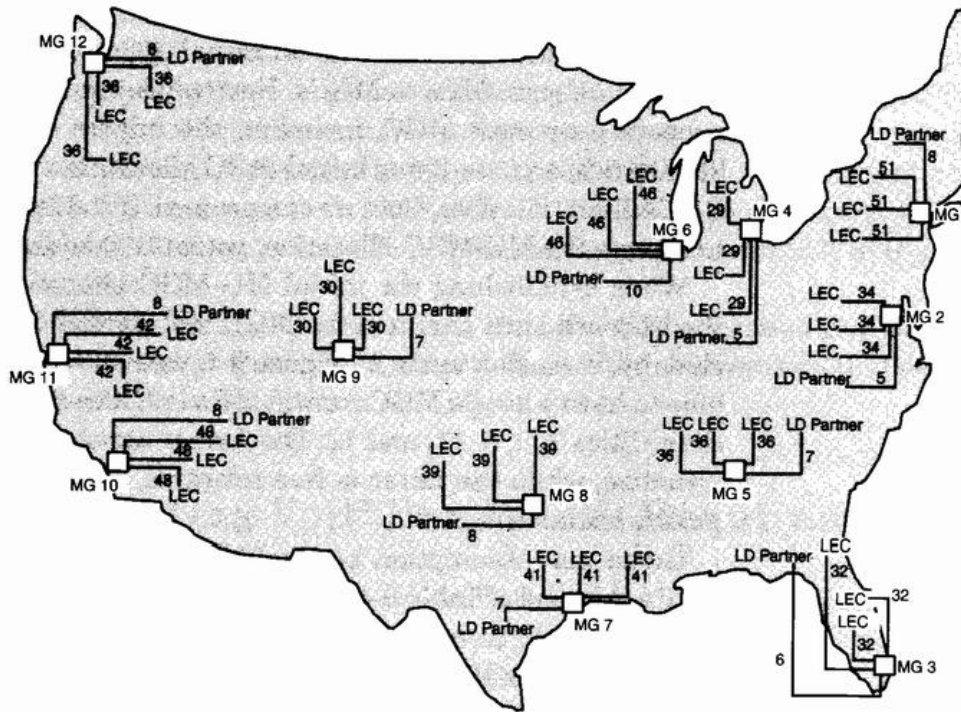 MG 12
8
LD Partner
36
36
LEC
LEC
36
LEC
LD Partner
8
LEC
51
LEC
51
MG
LEC
51
LEC
46
LEC
46
LEC
46
MG 6
LD Partner
10
LEC
29
MG 4
29
LEC
LEC
29
LD Partner
5
LEC
34
MG 2
LEC
34
LEC
34
LD Partner
5
8
LD Partner
42
LEC
42
LEC
MG 11
42
LEC
LEC
30
LEC
30
LEC
30
LD Partner
7
MG 9
8
LD Partner
48
LEC
48
LEC
MG 10
48
LEC
LEC
39
LEC
39
LEC
39
MG 8
LD Partner
8
LEC
36
LEC
36
LEC
36
LD Partner
7
MG 5
LEC
41
LEC
41
LEC
41
7
MG 7
LD Partner
LD Partner
6
LEC
32
LEC
32
LEC
32
MG 3